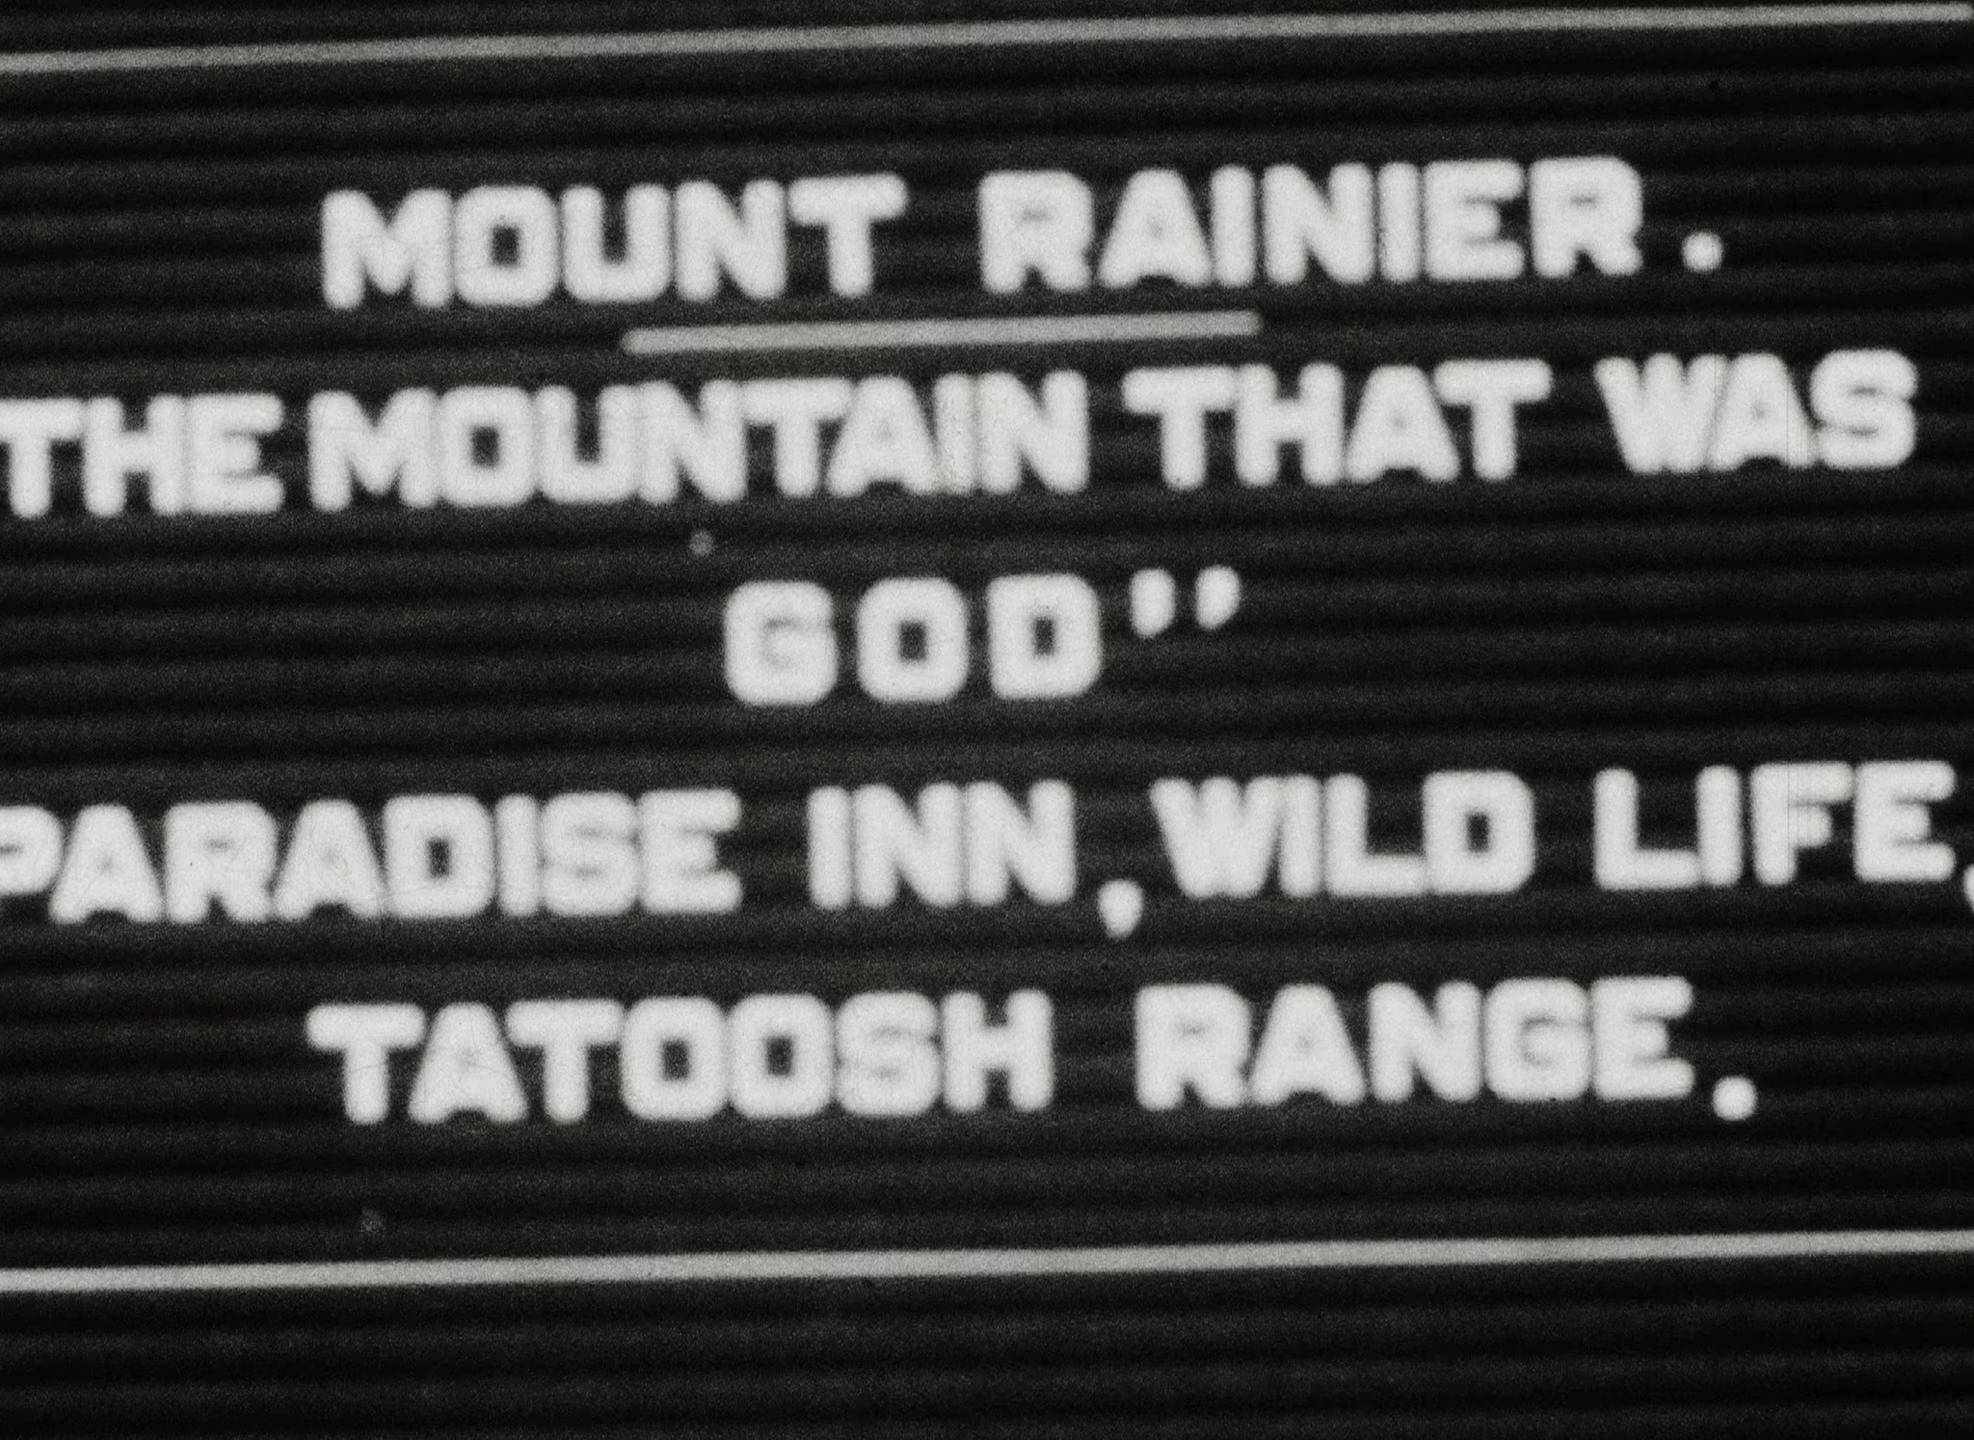 MOUNT RAINIER.
THE MOUNTAIN THAT WAS
GOD"
PARADISE INN, WILD LIFE,
TATOOSH RANGE.